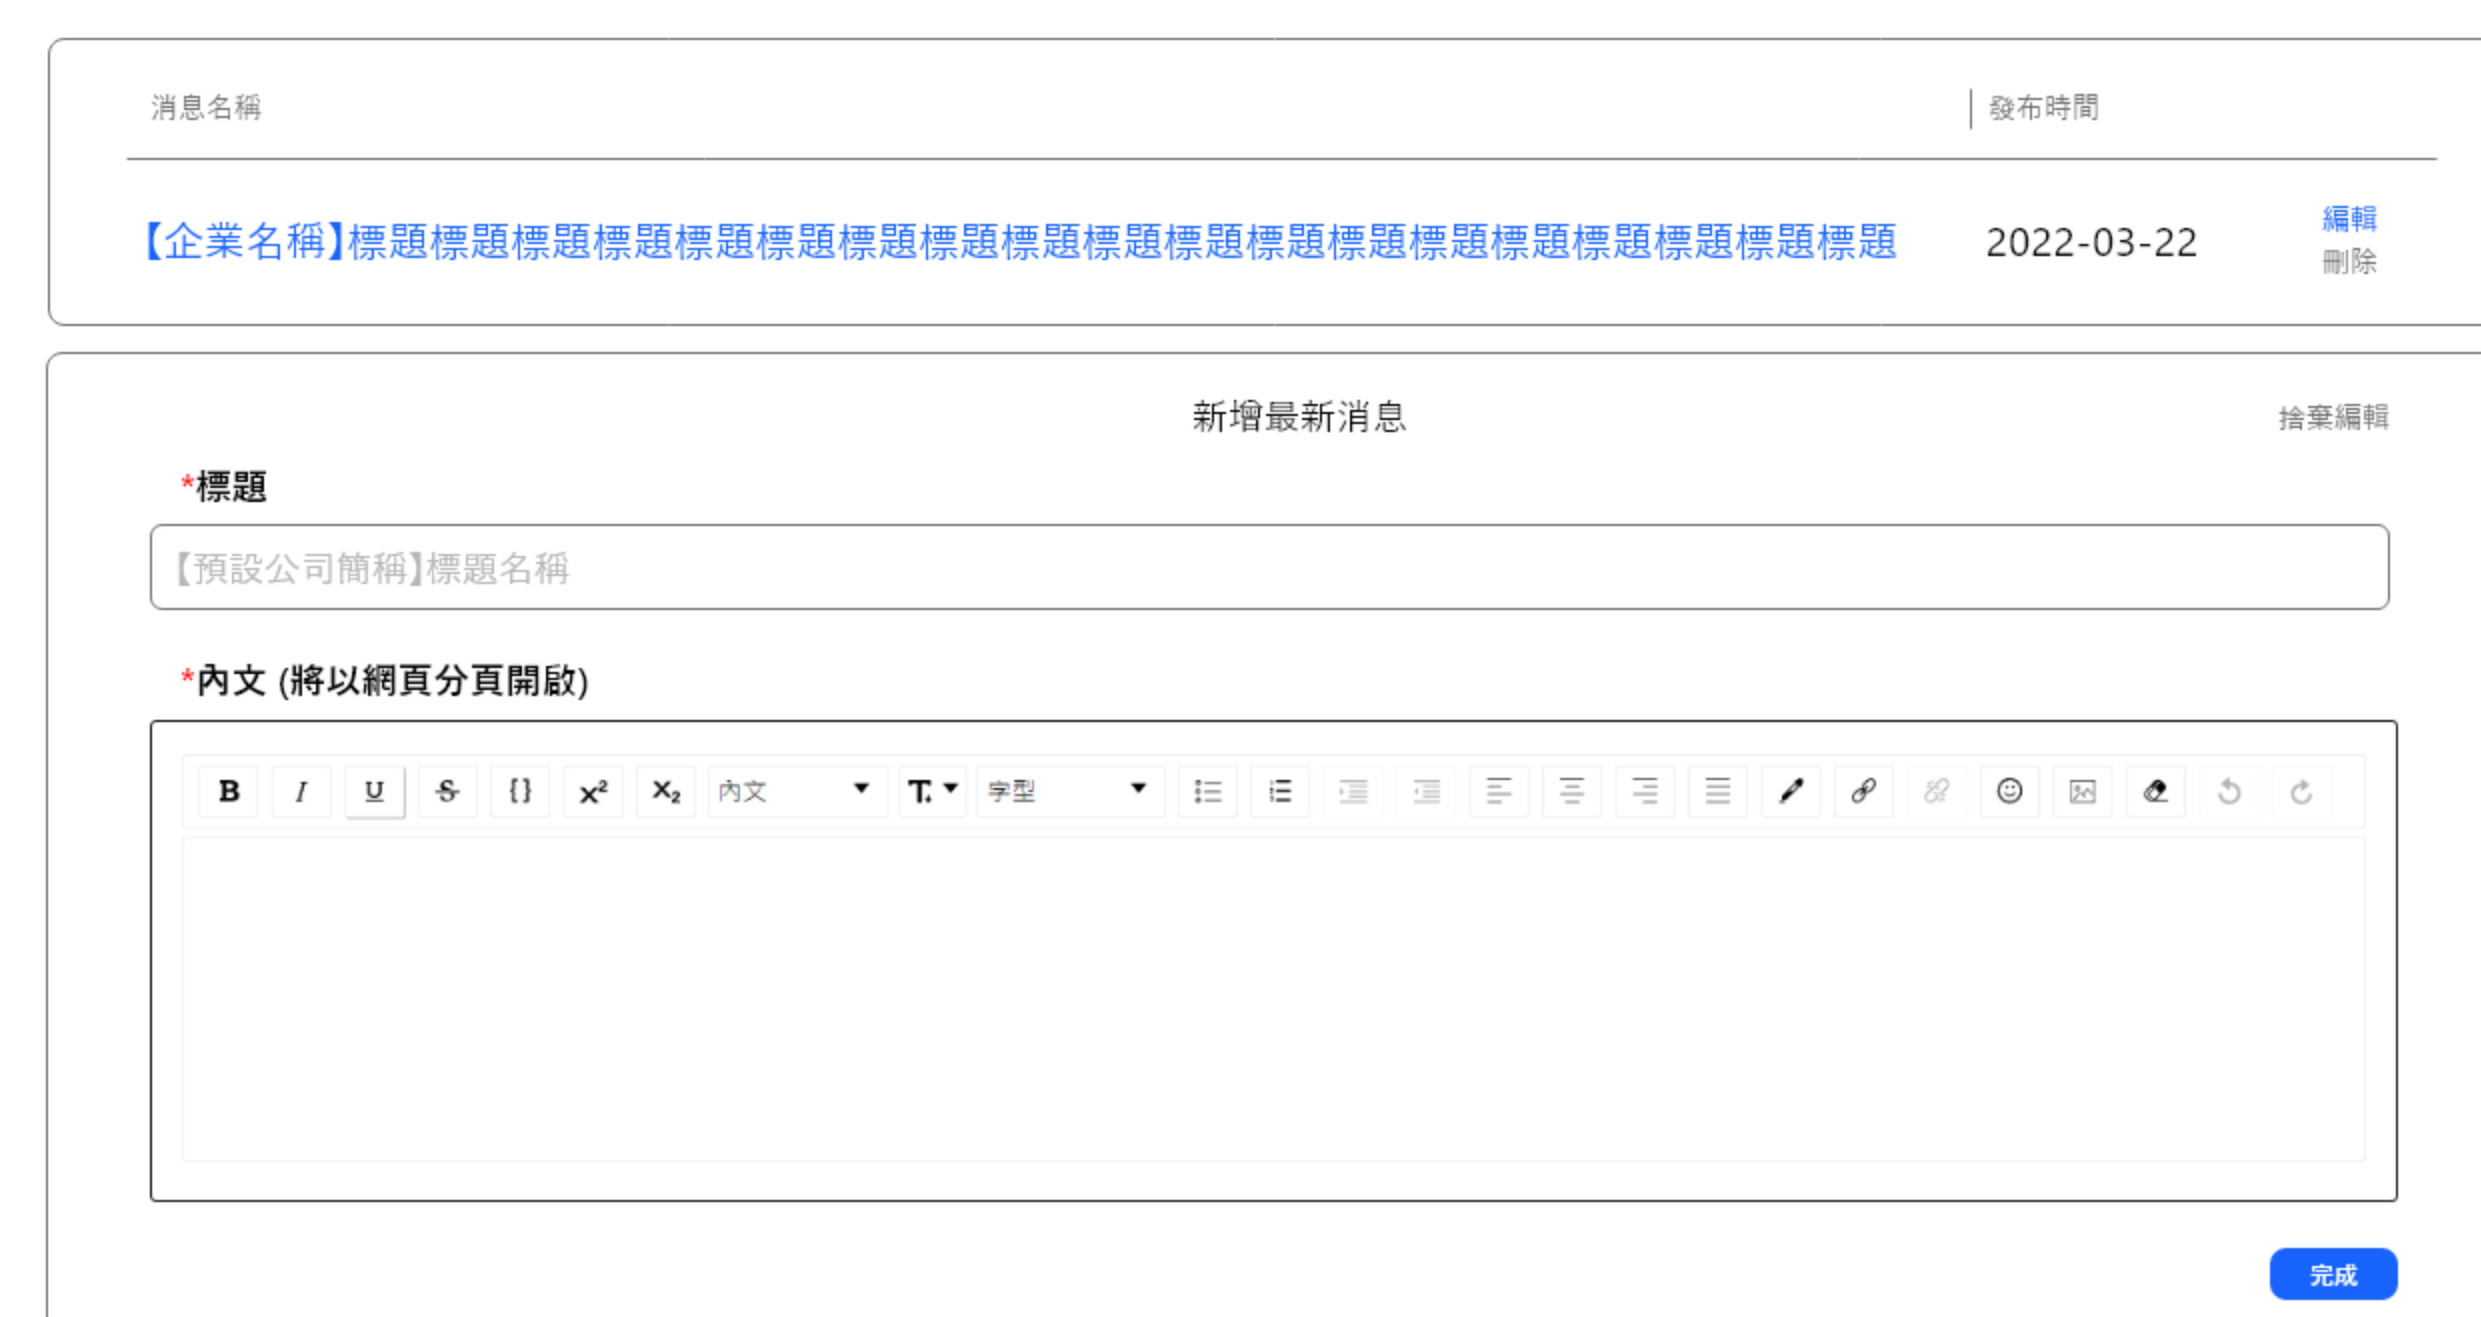 消息名稱
發布時間
【企業名稱】標題標題標題標題標題標題標題標題標題標題標題標題標題標題標題標題標題標題標題
2022-03-22
編輯
刪除
新增最新消息
捨棄編輯
*標題
【預設公司簡稱】標題名稱
*內文 (將以網頁分頁開啟)
B I U S {} x² X₂ 內文 T 字型
完成